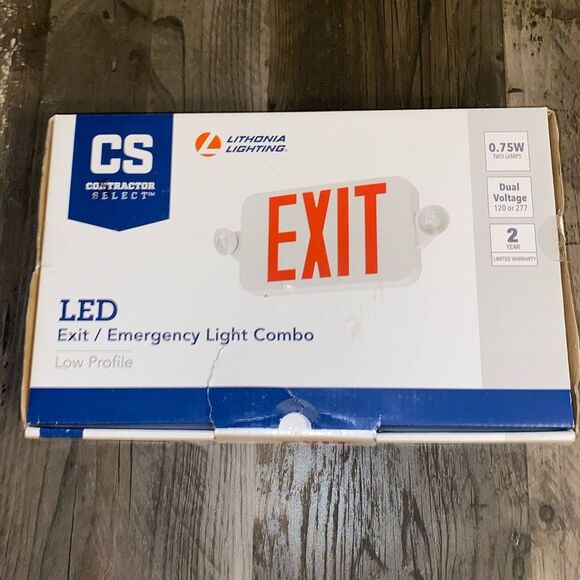 CS
CONTRACTOR
SELECT™
LITHONIA
LIGHTING®
EXIT
0.75W
TWO LAMPS
Dual
Voltage
120 or 277
2
YEAR
LIMITED WARRANTY
LED
Exit / Emergency Light Combo
Low Profile